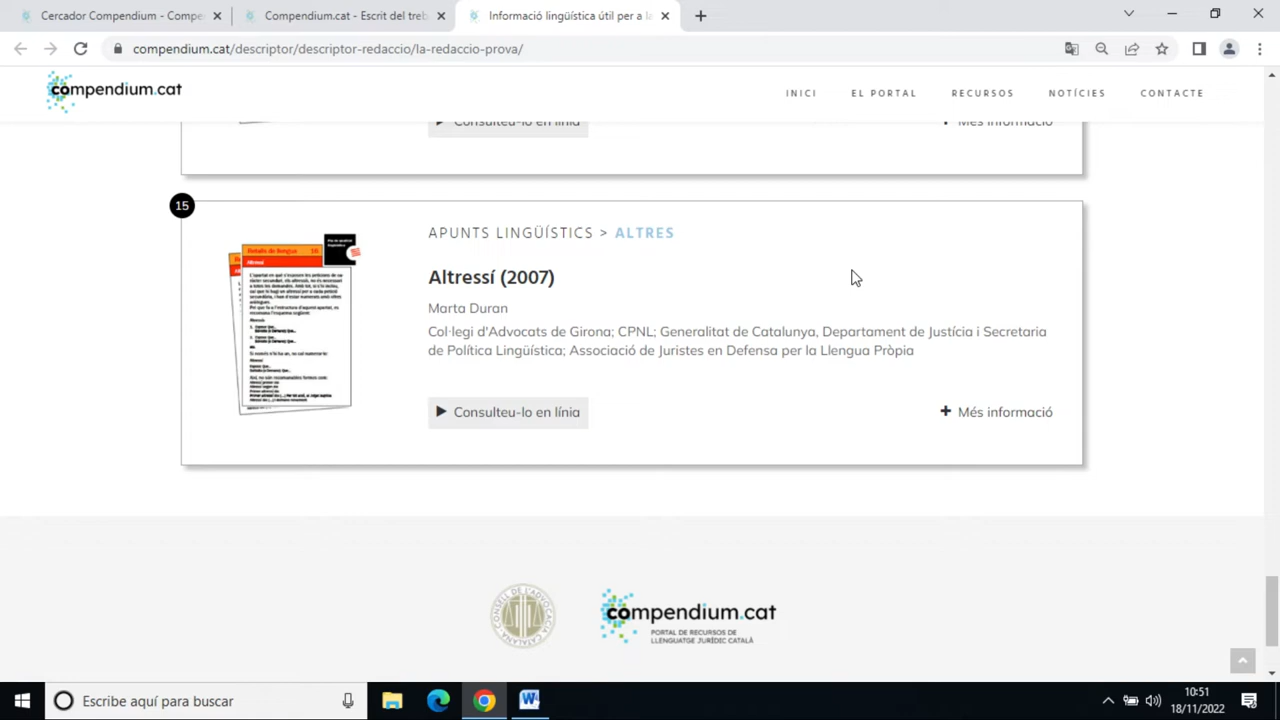 Cercador Compendium - Compe
Compendium.cat - Escrit del treb
Informació lingüística útil per a la
compendium.cat/descriptor/descriptor-redaccio/la-redaccio-prova/
compendium.cat
INICI
EL PORTAL
RECURSOS
NOTÍCIES
CONTACTE
Consulteu-lo en línia
Més informació
15
APUNTS LINGÜÍSTICS > ALTRES
Altressí (2007)
Marta Duran
Col·legi d'Advocats de Girona; CPNL; Generalitat de Catalunya, Departament de Justícia i Secretaria
de Política Lingüística; Associació de Juristes en Defensa per la Llengua Pròpia
Consulteu-lo en línia
Més informació
compendium.cat
PORTAL DE RECURSOS DE
LLENGUATGE JURÍDIC CATALÀ
Escribe aquí para buscar
10:51
18/11/2022